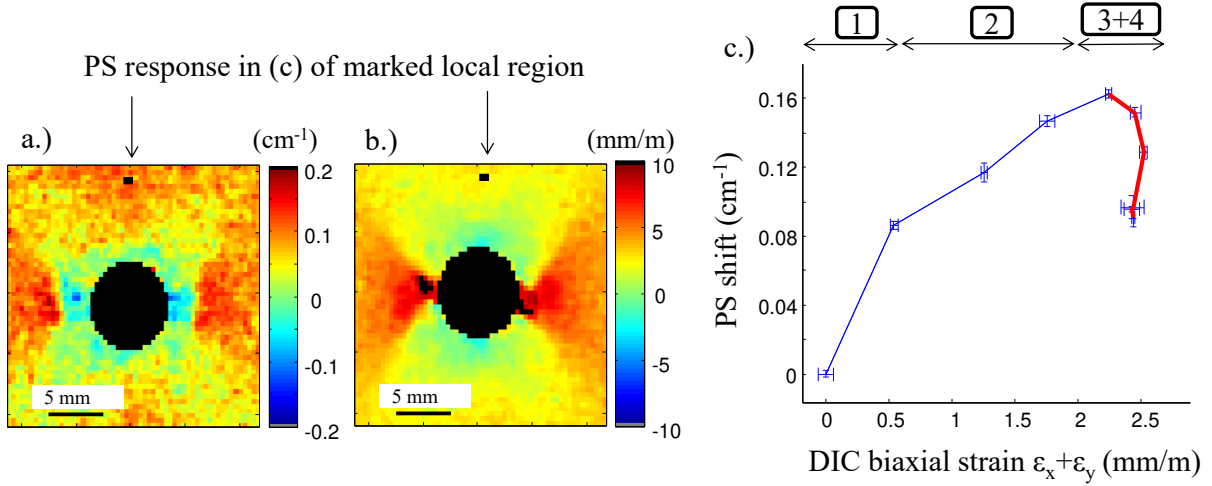 PS response in (c) of marked local region
a.)
(cm⁻¹)
0.2
0.1
0
-0.1
-0.2
5 mm
b.)
(mm/m)
10
5
0
-5
-10
5 mm
c.)
1
2
3+4
PS shift (cm⁻¹)
0.16
0.12
0.08
0.04
0
0
0.5
1
1.5
2
2.5
DIC biaxial strain εₓ+εᵧ (mm/m)